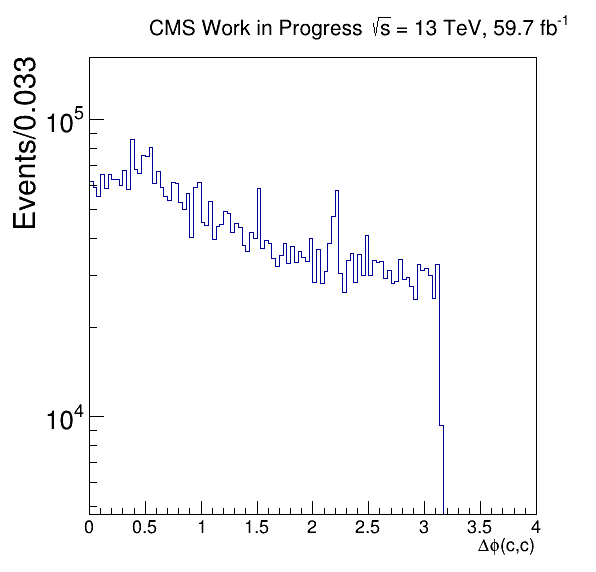 CMS Work in Progress √s = 13 TeV, 59.7 fb⁻¹
Events/0.033
10⁵
10⁴
0 0.5 1 1.5 2 2.5 3 3.5 4
Δϕ(c,c)